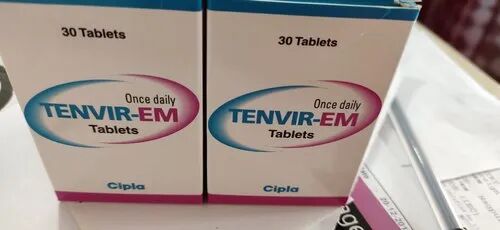 30 Tablets
Once daily
TENVIR-EM
Tablets
Cipla
30 Tablets
Once daily
TENVIR-EM
Tablets
Cipla